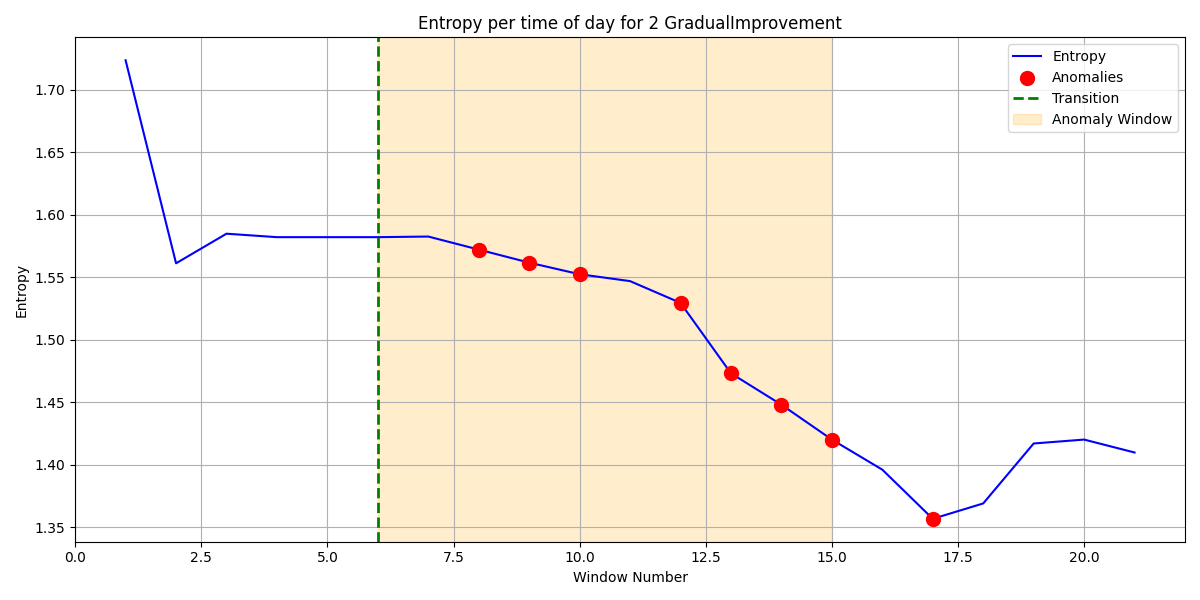 Entropy per time of day for 2 GradualImprovement
Entropy
Anomalies
Transition
Anomaly Window
1.70
1.65
1.60
1.55
1.50
1.45
1.40
1.35
Entropy
0.0 2.5 5.0 7.5 10.0 12.5 15.0 17.5 20.0
Window Number